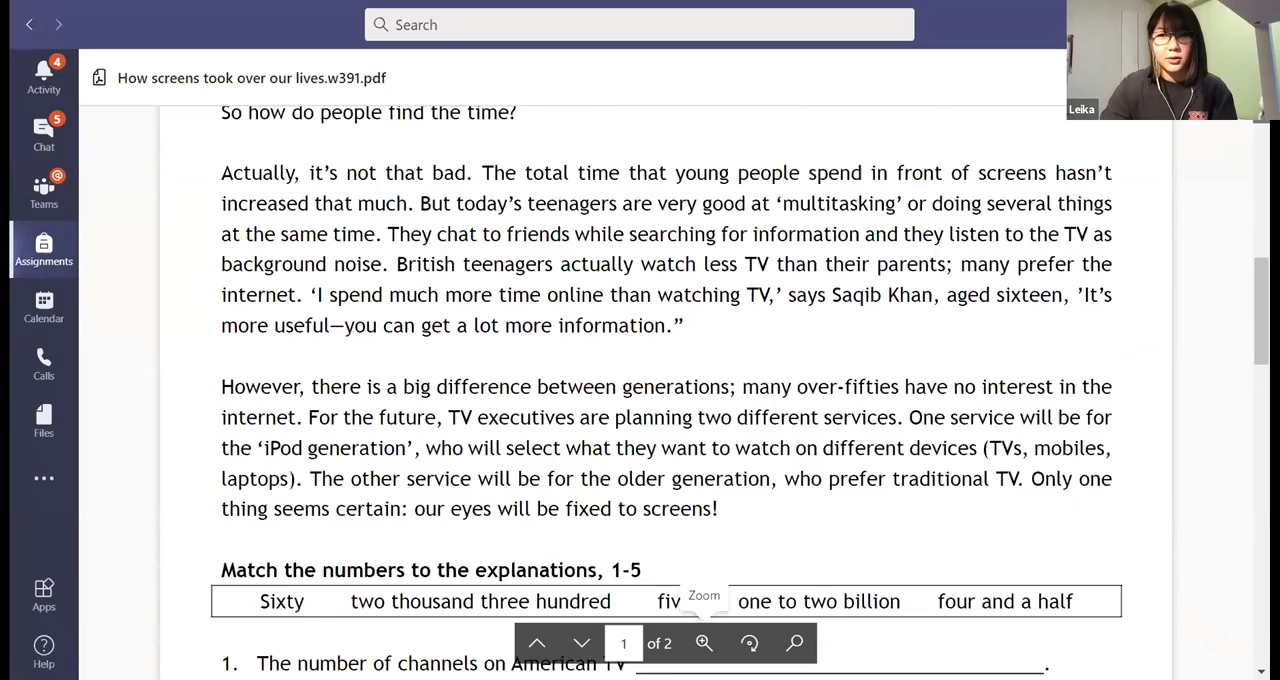 Search
4
Activity
5
Chat
@
Teams
Assignments
Calendar
Calls
Files
Apps
Help
How screens took over our lives.w391.pdf
Leika
So how do people find the time?
Actually, it's not that bad. The total time that young people spend in front of screens hasn't
increased that much. But today's teenagers are very good at ‘multitasking’ or doing several things
at the same time. They chat to friends while searching for information and they listen to the TV as
background noise. British teenagers actually watch less TV than their parents; many prefer the
internet. ‘I spend much more time online than watching TV,’ says Saqib Khan, aged sixteen, ’It's
more useful—you can get a lot more information.”
However, there is a big difference between generations; many over-fifties have no interest in the
internet. For the future, TV executives are planning two different services. One service will be for
the ‘iPod generation’, who will select what they want to watch on different devices (TVs, mobiles,
laptops). The other service will be for the older generation, who prefer traditional TV. Only one
thing seems certain: our eyes will be fixed to screens!
Match the numbers to the explanations, 1-5
Sixty two thousand three hundred one to two billion four and a half
Zoom
1 of 2
1. The number of channels on American TV